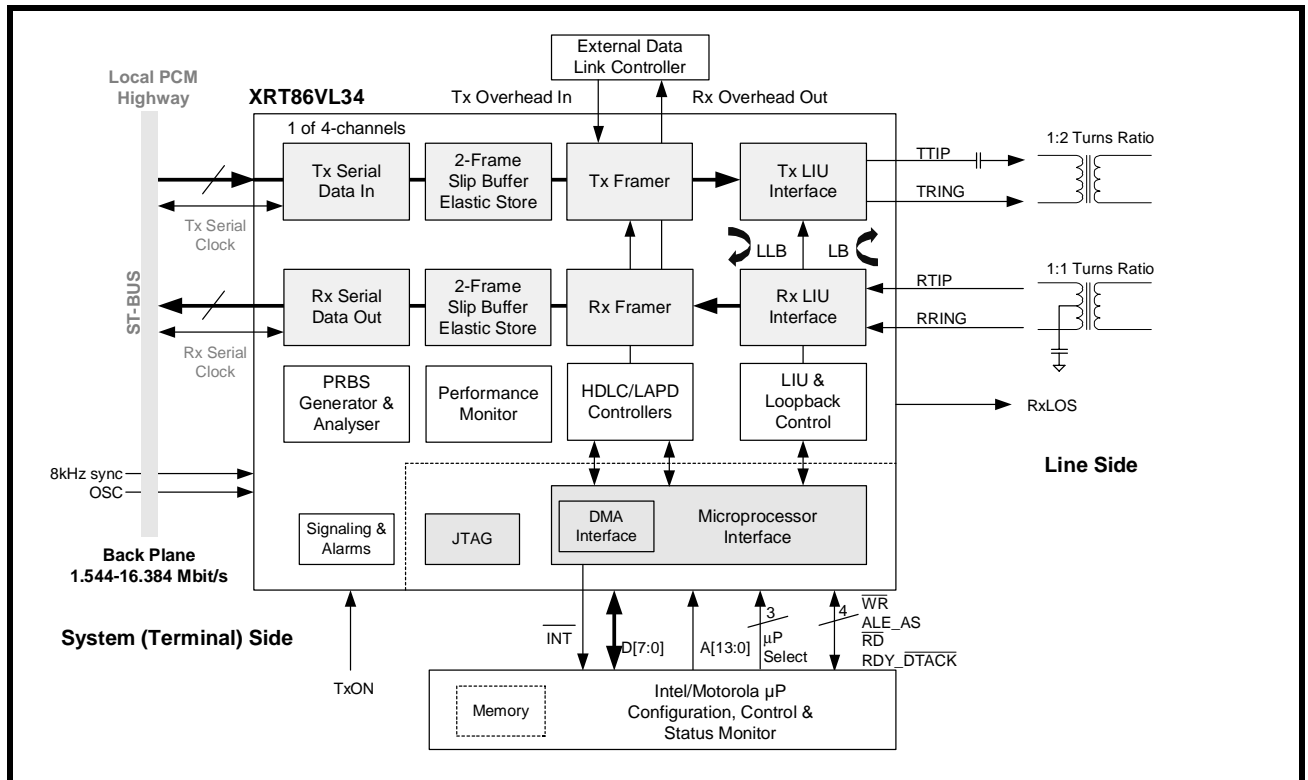 External Data
Link Controller
Local PCM
Highway
XRT86VL34
Tx Overhead In
Rx Overhead Out
1 of 4-channels
Tx Serial
Data In
2-Frame
Slip Buffer
Elastic Store
Tx Framer
Tx LIU
Interface
TTIP
TRING
1:2 Turns Ratio
Tx Serial
Clock
LLB
LB
ST-BUS
Rx Serial
Data Out
2-Frame
Slip Buffer
Elastic Store
Rx Framer
Rx LIU
Interface
RTIP
RRING
1:1 Turns Ratio
Rx Serial
Clock
PRBS
Generator &
Analyser
Performance
Monitor
HDLC/LAPD
Controllers
LIU &
Loopback
Control
RxLOS
Line Side
8kHz sync
OSC
Signaling &
Alarms
JTAG
DMA
Interface
Microprocessor
Interface
Back Plane
1.544-16.384 Mbit/s
System (Terminal) Side
TxON
INT
D[7:0]
A[13:0]
3
µP
Select
4
WR
ALE_AS
RD
RDY_DTACK
Memory
Intel/Motorola µP
Configuration, Control &
Status Monitor